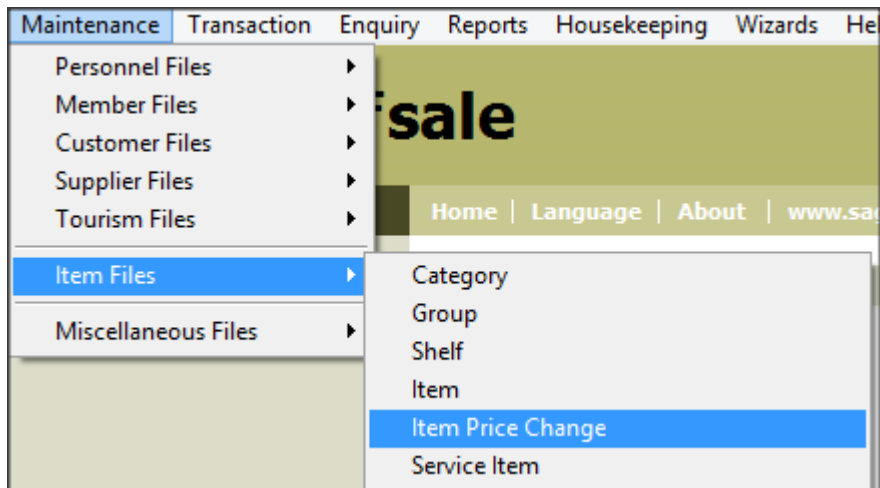 Maintenance Transaction Enquiry Reports Housekeeping Wizards
Personnel Files
Member Files
Customer Files
Supplier Files
Tourism Files
Item Files
Miscellaneous Files
sale
Home | Language | About |
Category
Group
Shelf
Item
Item Price Change
Service Item